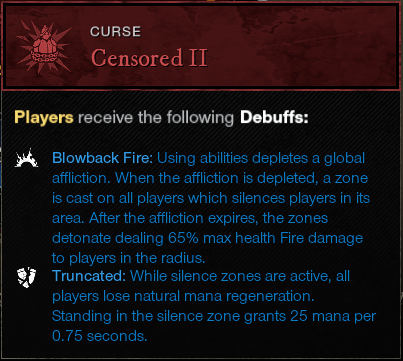 CURSE
Censored II
Players receive the following Debuffs:
Blowback Fire: Using abilities depletes a global
affliction. When the affliction is depleted, a zone
is cast on all players which silences players in its
area. After the affliction expires, the zones
detonate dealing 65% max health Fire damage
to players in the radius.
Truncated: While silence zones are active, all
players lose natural mana regeneration.
Standing in the silence zone grants 25 mana per
0.75 seconds.